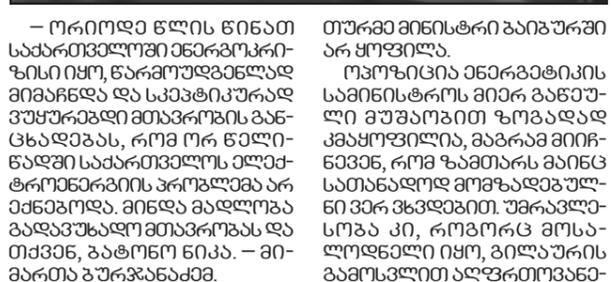 – ორიოდე წლის წინათ
საქართველოში ენერგოკრი-
ზისი იყო, წარმოუდგენლად
მიმაჩნდა და სკეპტიკურად
ვუყურებდი მთავრობის გან-
ცხადებას, რომ ორ წელი-
წადში საქართველოს ელექ-
ტროენერგიის პრობლემა არ
ექნებოდა. მინდა მადლობა
გადავუხადო მთავრობას და
თქვენ, ბატონო ნიკა. – მი-
მართა ბურჯანაძემ.
თურმე მინისტრი ბაიბურში
არ ყოფილა.
ოპოზიცია ენერგეტიკის
სამინისტროს მიერ გაწეუ-
ლი მუშაობით ზოგადად
კმაყოფილია, მაგრამ მიიჩ-
ნევენ, რომ ზამთარს მაინც
სათანადოდ მომზადებულ-
ნი ვერ ვხვდებით. უმრავლე-
სობა კი, როგორც მოსა-
ლოდნელი იყო, გილაურის
გამოსვლით აღფრთოვანე-